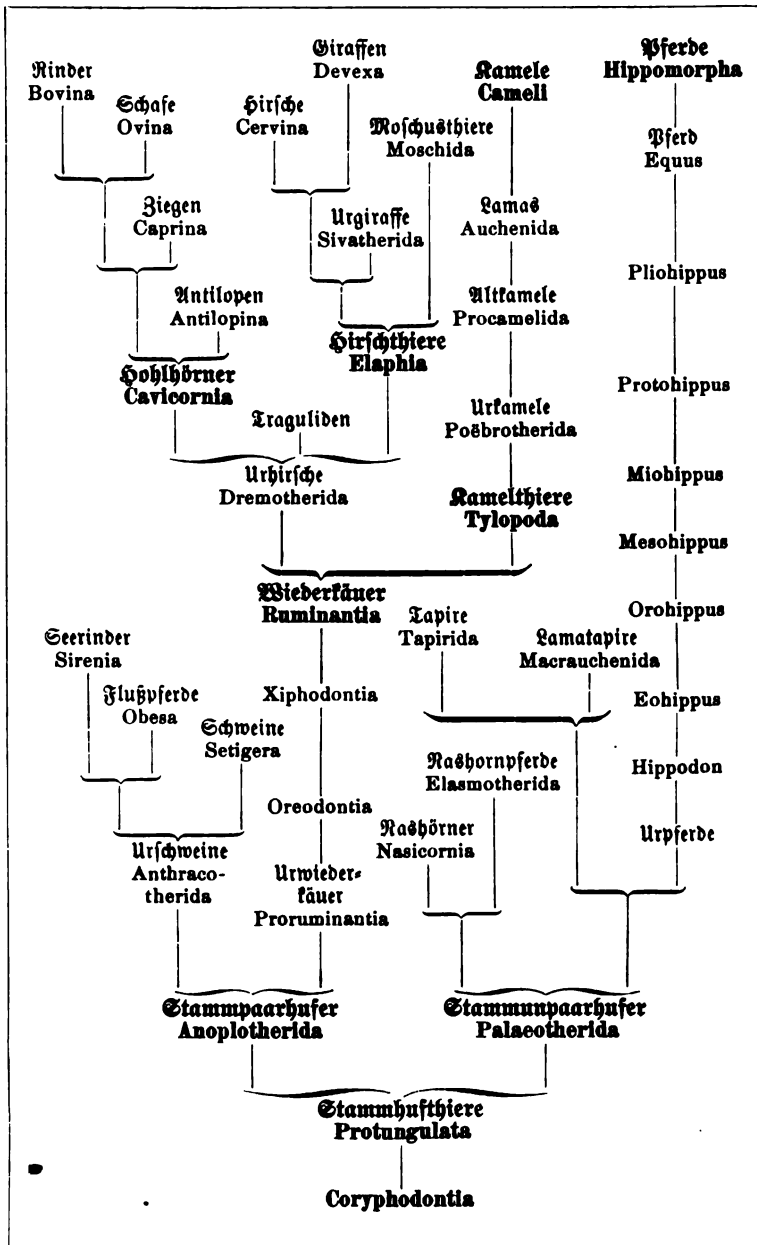 Giraffen
Devexa
Rinder
Bovina
Kamele
Cameli
Pferde
Hippomorpha
Schafe
Ovina
Hirsche
Cervina
Moschusthiere
Moschida
Pferd
Equus
Ziegen
Caprina
Urgiraffe
Sivatherida
Lamas
Auchenida
Pliohippus
Antilopen
Antilopina
Altkamele
Procamelida
Hirschthiere
Elaphia
Hohlhörner
Cavicornia
Protohippus
Traguliden
Urkamele
Poëbrotherida
Urhirsche
Dremotherida
Miohippus
Kamelthiere
Tylopoda
Mesohippus
Wiederkäuer
Ruminantia
Orohippus
Tapire
Tapirida
Lamatapire
Macrauchenida
Seerinder
Sirenia
Xiphodontia
Eohippus
Flußpferde
Obesa
Schweine
Setigera
Nashornpferde
Elasmotherida
Hippodon
Oreodontia
Nashörner
Nasicornia
Urpferde
Urschweine
Anthraco-
therida
Urwieder-
käuer
Proruminantia
Stammpaarhufer
Anoplotherida
Stammunpaarhufer
Palaeotherida
Stammhufthiere
Protungulata
Coryphodontia